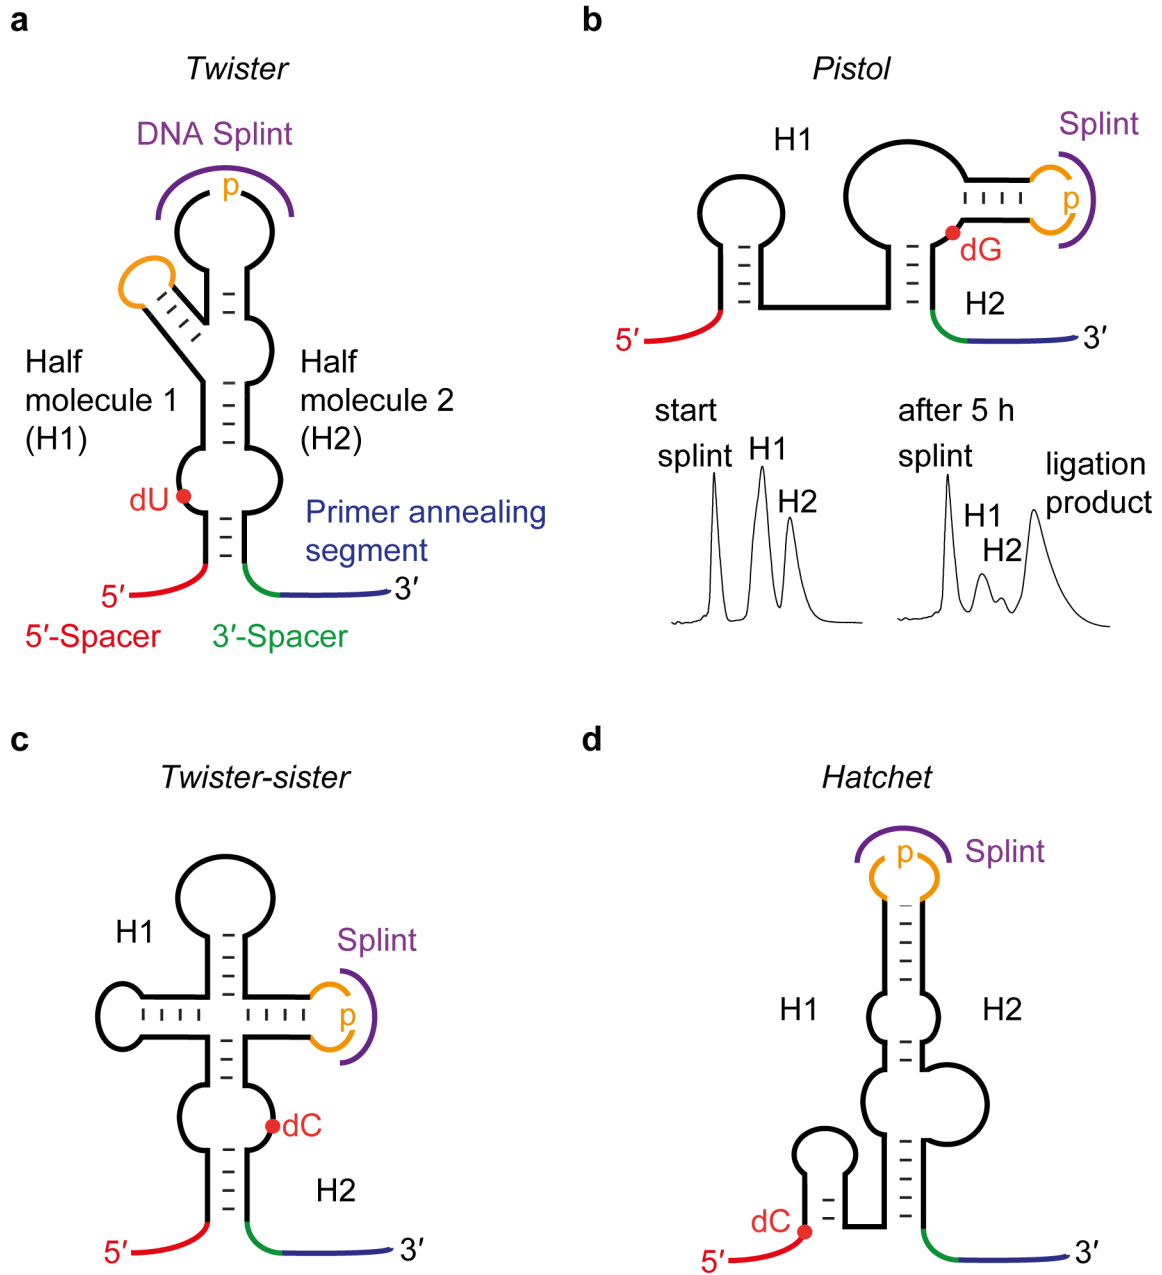 a
Twister
DNA Splint
p
Half
molecule 1
(H1)
Half
molecule 2
(H2)
dU
Primer annealing
segment
5′
3′
5′-Spacer
3′-Spacer
b
Pistol
H1
Splint
p
dG
H2
5′
3′
start
splint
H1
H2
after 5 h
splint
H1
H2
ligation
product
c
Twister-sister
H1
Splint
p
dC
H2
5′
3′
d
Hatchet
p
Splint
H1
H2
dC
5′
3′